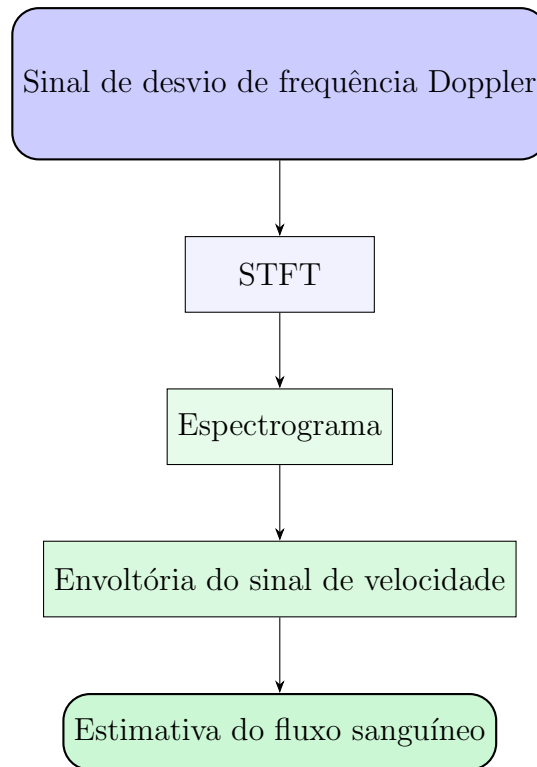 Sinal de desvio de frequência Doppler
STFT
Espectrograma
Envoltória do sinal de velocidade
Estimativa do fluxo sanguíneo